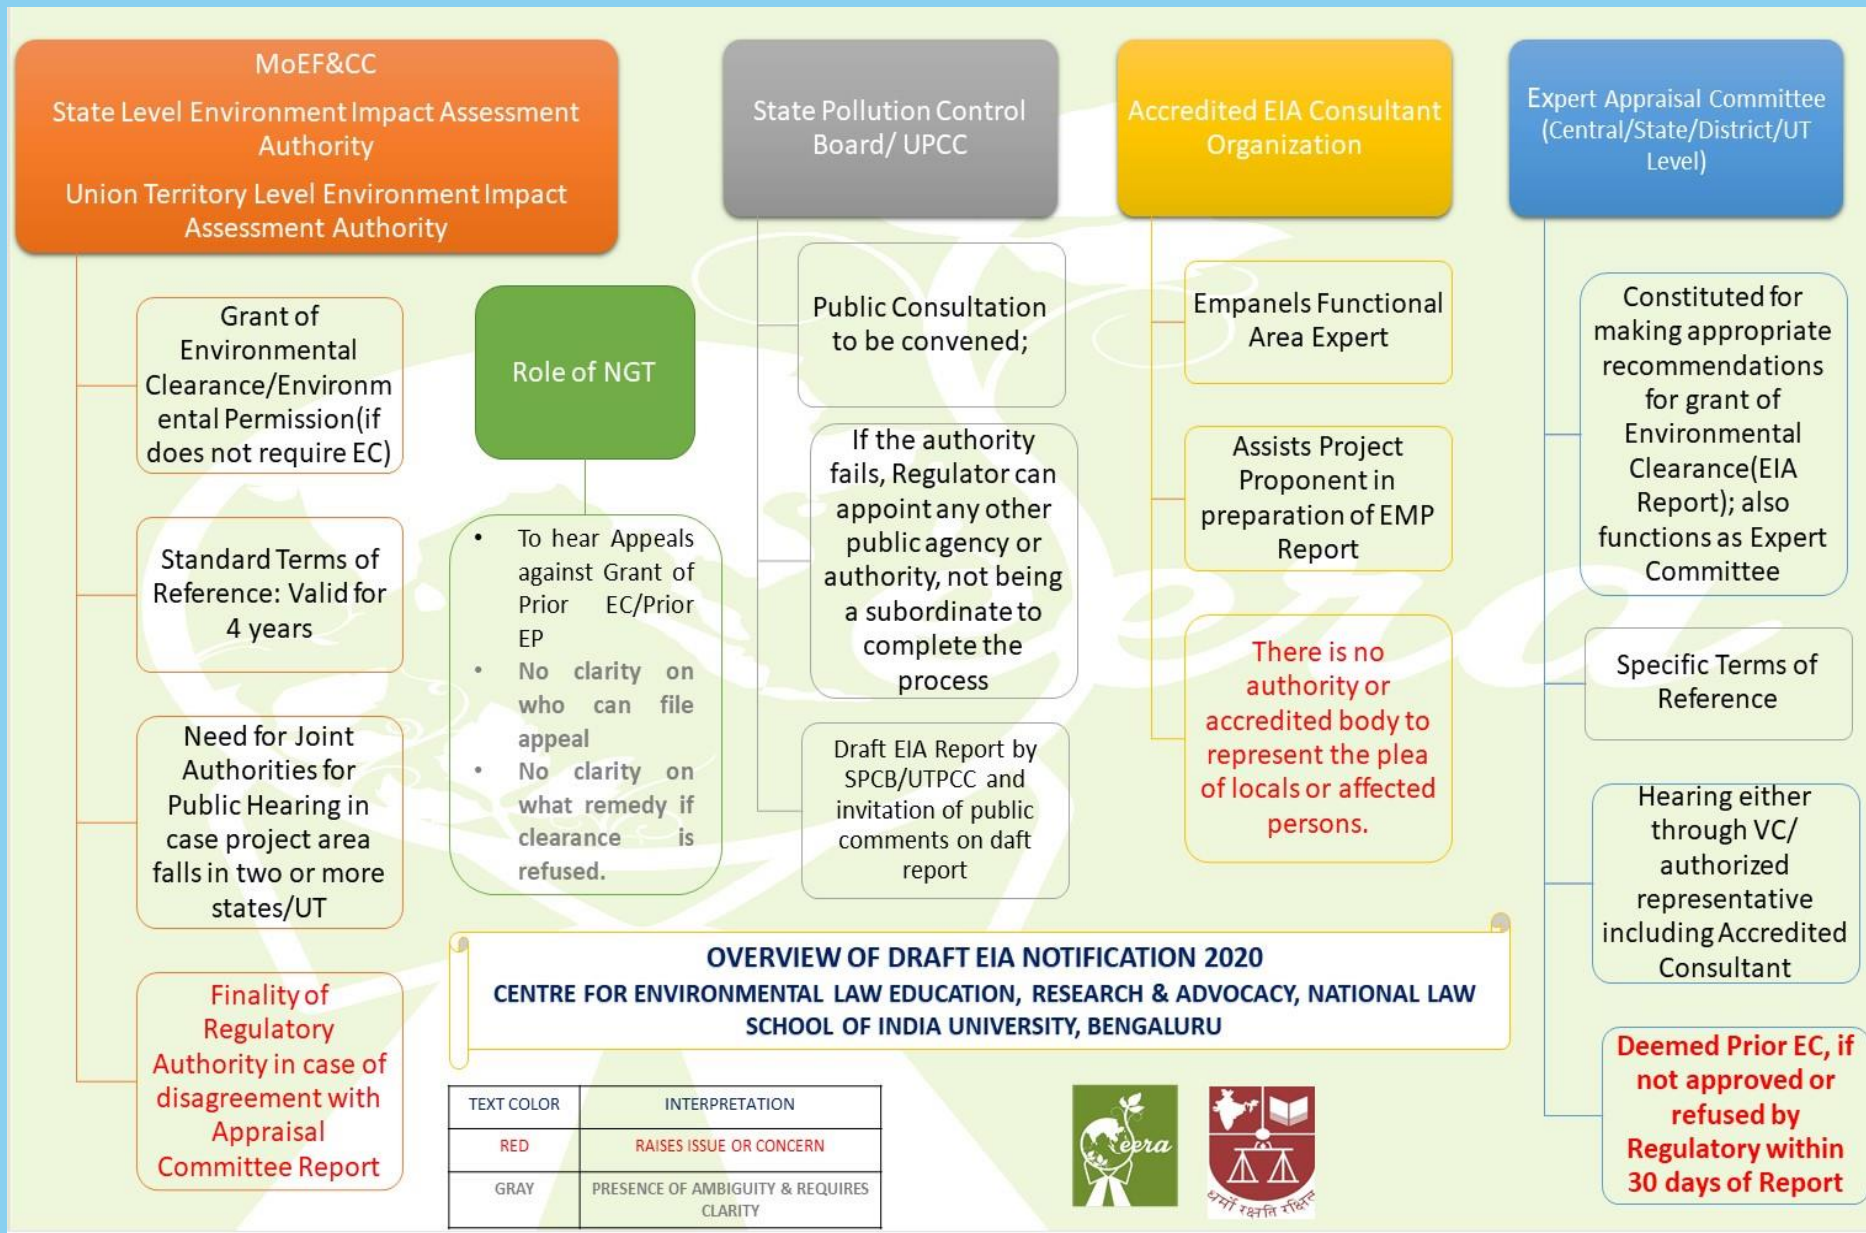 MoEF&CC
State Level Environment Impact Assessment
Authority
Union Territory Level Environment Impact
Assessment Authority
Grant of
Environmental
Clearance/Environm
ental Permission(if
does not require EC)
Standard Terms of
Reference: Valid for
4 years
Need for Joint
Authorities for
Public Hearing in
case project area
falls in two or more
states/UT
Finality of
Regulatory
Authority in case of
disagreement with
Appraisal
Committee Report
Role of NGT
• To hear Appeals
against Grant of
Prior EC/Prior
EP
• No clarity on
who can file
appeal
• No clarity on
what remedy if
clearance is
refused.
State Pollution Control
Board/ UPCC
Public Consultation
to be convened;
If the authority
fails, Regulator can
appoint any other
public agency or
authority, not being
a subordinate to
complete the
process
Draft EIA Report by
SPCB/UTPCC and
invitation of public
comments on daft
report
Accredited EIA Consultant
Organization
Empanels Functional
Area Expert
Assists Project
Proponent in
preparation of EMP
Report
There is no
authority or
accredited body to
represent the plea
of locals or affected
persons.
Expert Appraisal Committee
(Central/State/District/UT
Level)
Constituted for
making appropriate
recommendations
for grant of
Environmental
Clearance(EIA
Report); also
functions as Expert
Committee
Specific Terms of
Reference
Hearing either
through VC/
authorized
representative
including Accredited
Consultant
Deemed Prior EC, if
not approved or
refused by
Regulatory within
30 days of Report
OVERVIEW OF DRAFT EIA NOTIFICATION 2020
CENTRE FOR ENVIRONMENTAL LAW EDUCATION, RESEARCH & ADVOCACY, NATIONAL LAW
SCHOOL OF INDIA UNIVERSITY, BENGALURU
TEXT COLOR INTERPRETATION
RED RAISES ISSUE OR CONCERN
GRAY PRESENCE OF AMBIGUITY & REQUIRES
CLARITY
ceera
धर्मो रक्षति रक्षितः